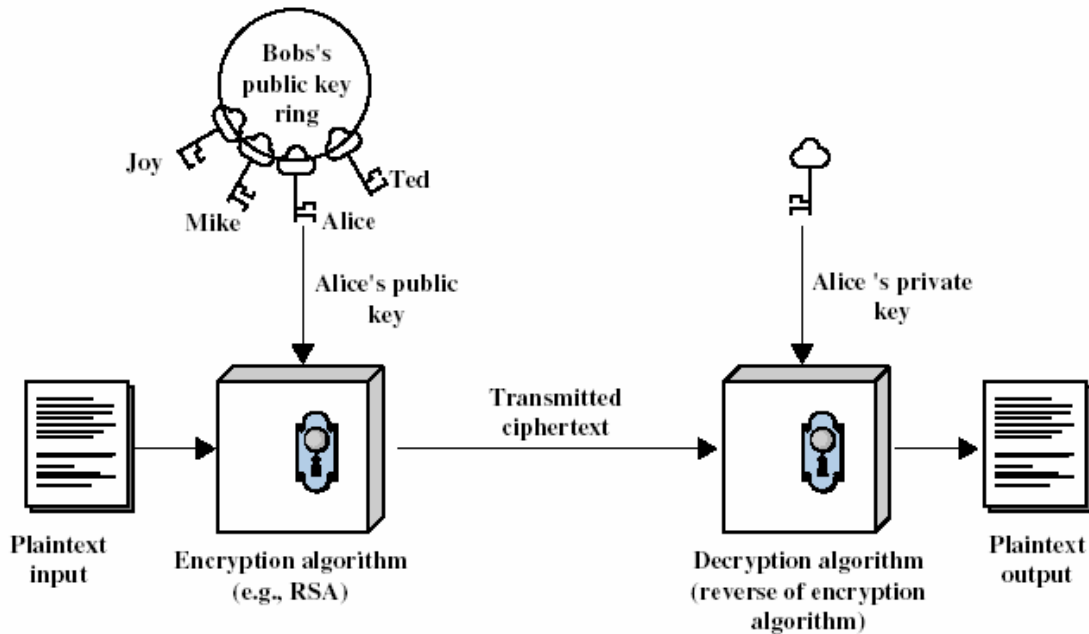 Bobs's
public key
ring
Joy
Ted
Mike
Alice
Alice's public
key
Alice 's private
key
Transmitted
ciphertext
Plaintext
input
Encryption algorithm
(e.g., RSA)
Decryption algorithm
(reverse of encryption
algorithm)
Plaintext
output